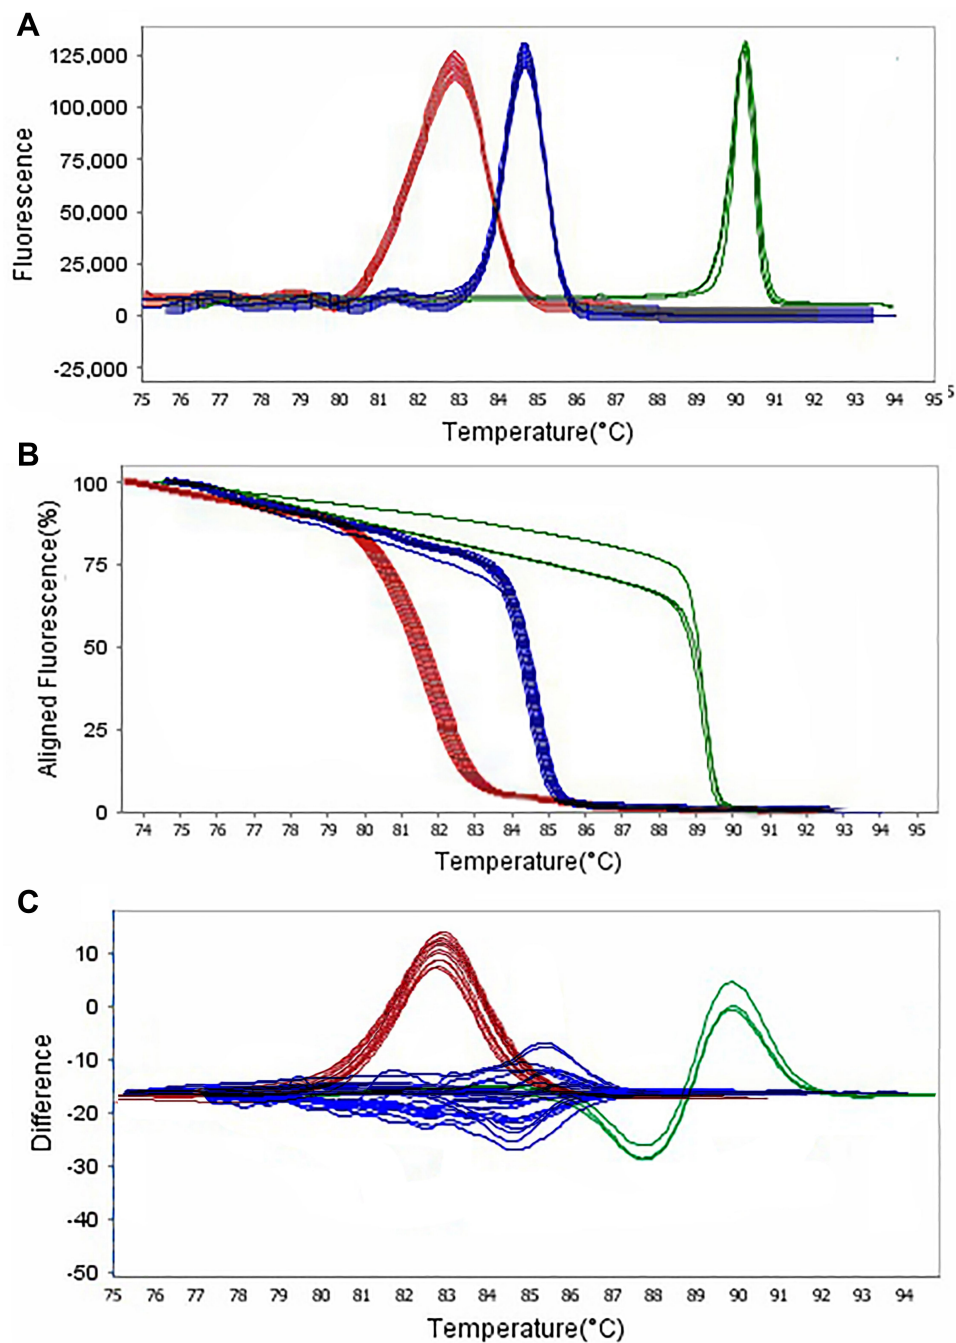 A
Fluorescence
125,000
100,000
75,000
50,000
25,000
0
-25,000
75 76 77 78 79 80 81 82 83 84 85 86 87 88 89 90 91 92 93 94 95 5
Temperature(°C)
B
Aligned Fluorescence(%)
100
75
50
25
0
74 75 76 77 78 79 80 81 82 83 84 85 86 87 88 89 90 91 92 93 94 95
Temperature(°C)
C
Difference
10
0
-10
-20
-30
-40
-50
75 76 77 78 79 80 81 82 83 84 85 86 87 88 89 90 91 92 93 94
Temperature(°C)